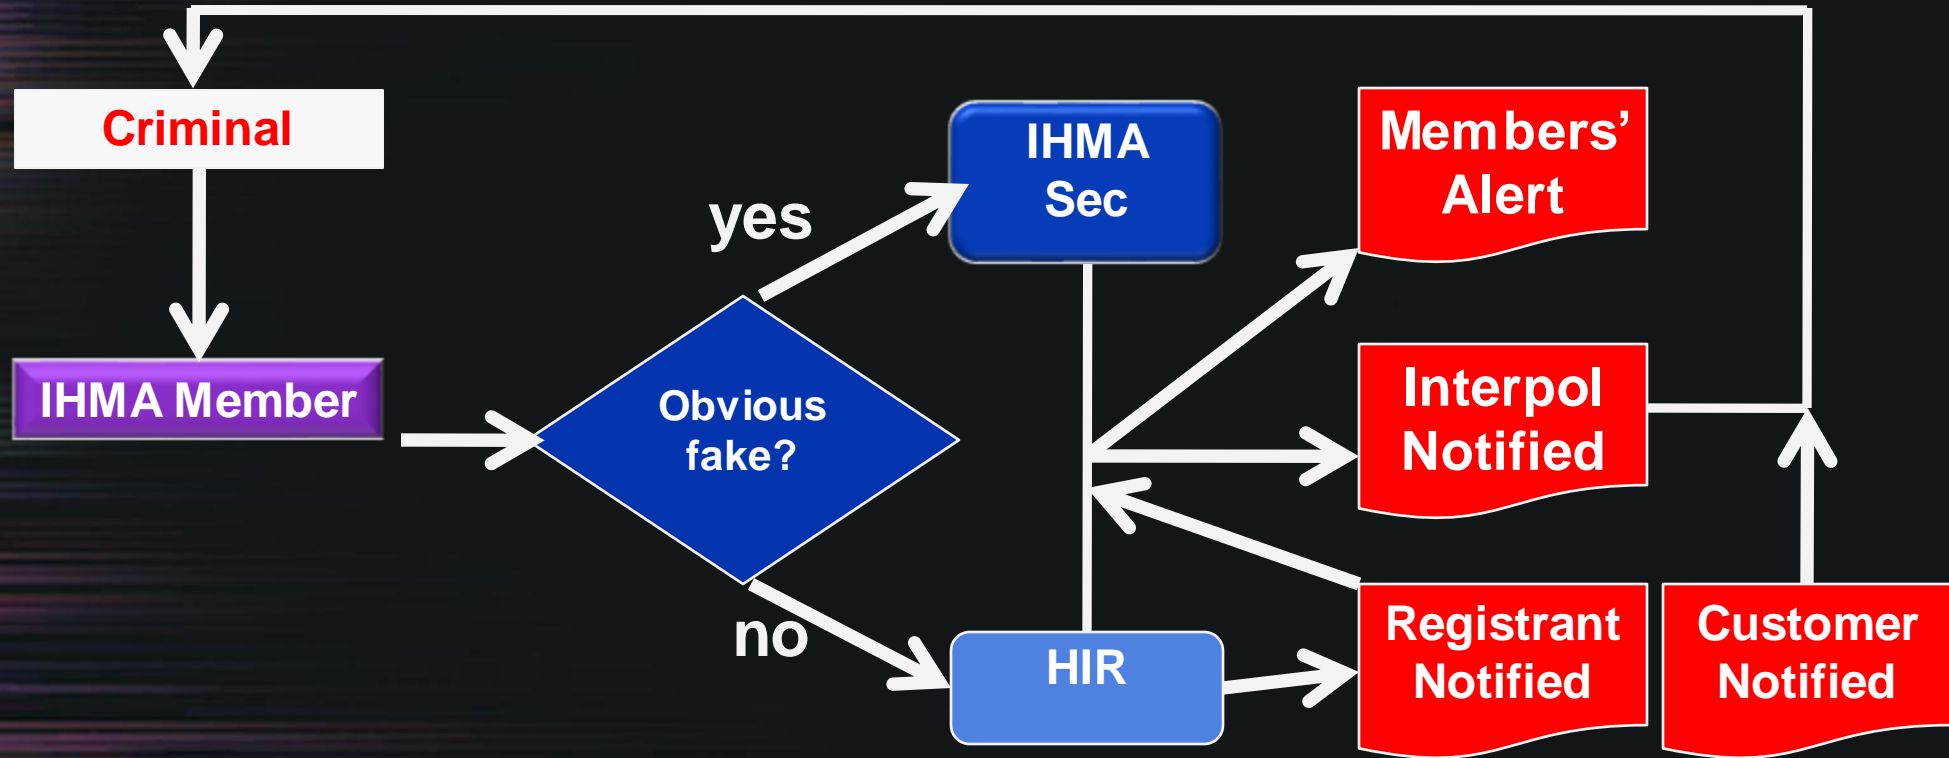 Criminal
IHMA Member
yes
Obvious
fake?
no
IHMA
Sec
HIR
Members’
Alert
Interpol
Notified
Registrant
Notified
Customer
Notified